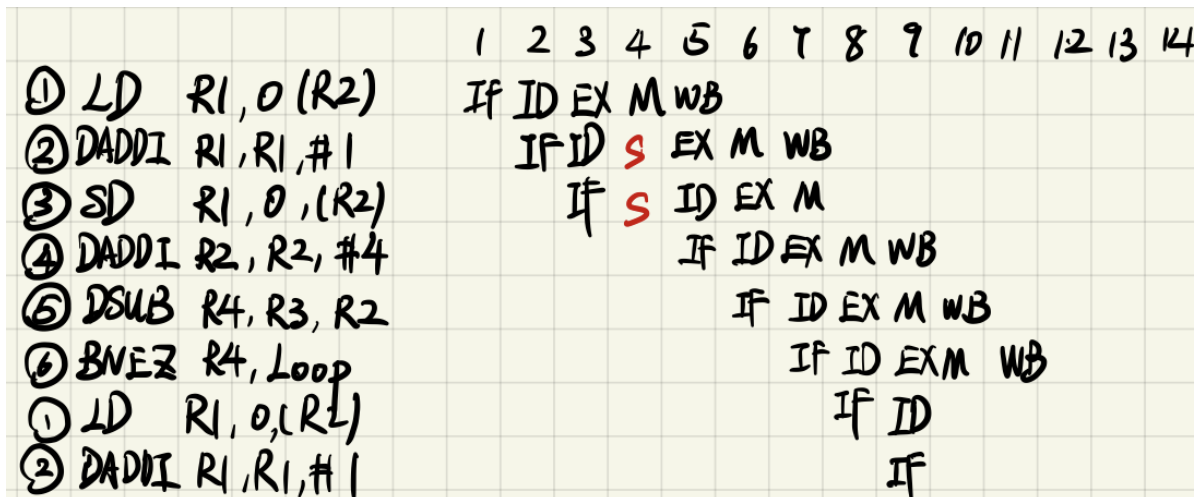 1 2 3 4 5 6 7 8 9 10 11 12 13 14
① LD R1, 0 (R2) IF ID EX M WB
② DADDI R1, R1, #1 IF ID S EX M WB
③ SD R1, 0, (R2) IF S ID EX M
④ DADDI R2, R2, #4 IF ID EX M WB
⑤ DSUB R4, R3, R2 IF ID EX M WB
⑥ BNEZ R4, Loop IF ID EX M WB
① LD R1, 0, (R2) IF ID
② DADDI R1, R1, #1 IF